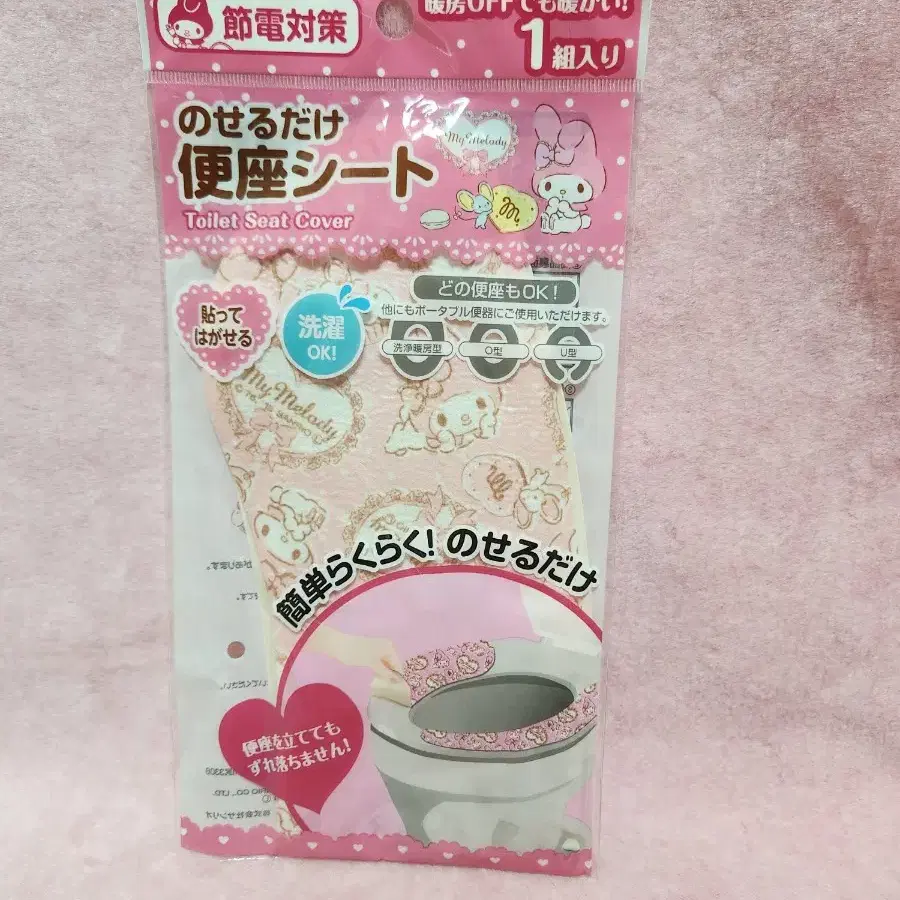 節電対策
暖房OFFでも暖かい!
1組入り
のせるだけ
便座シート
Toilet Seat Cover
My Melody
どの便座もOK!
他にもポータブル便器にご使用いただけます。
貼って
はがせる
洗濯
OK!
洗浄暖房型
O型
U型
My Melody
簡単らくらく!のせるだけ
便座を立てても
ずれ落ちません!